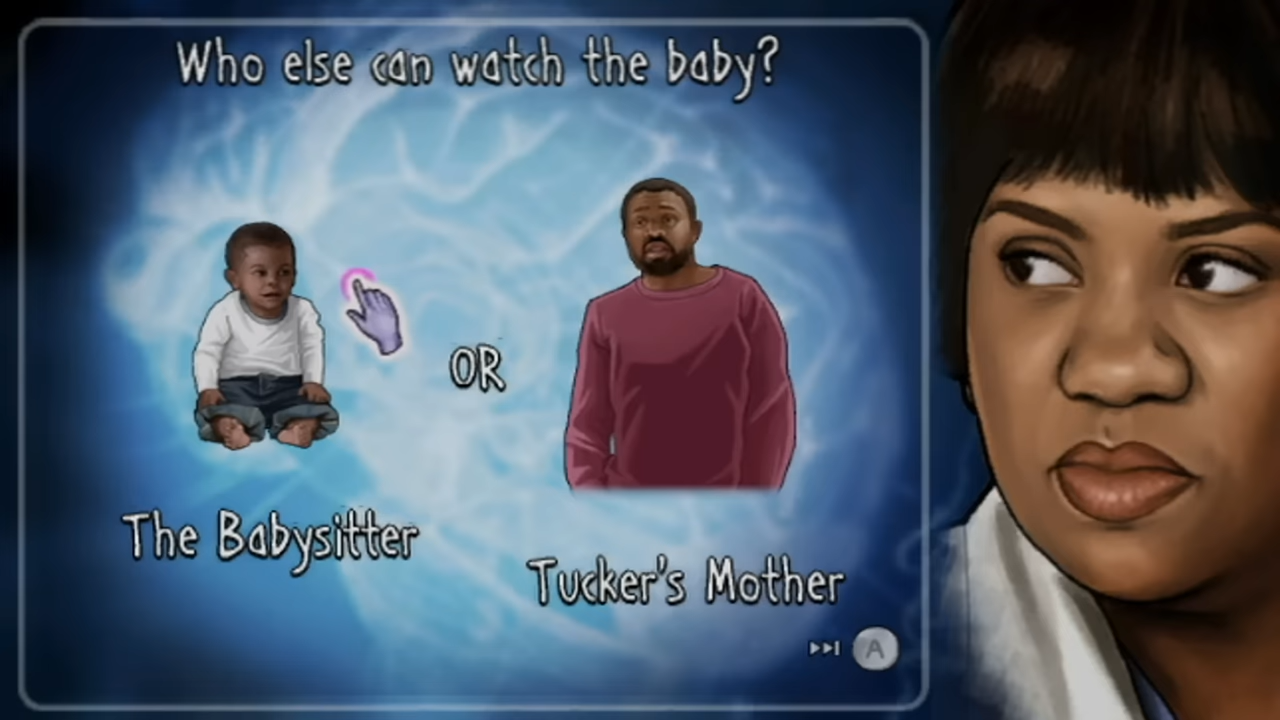 Who else can watch the baby?
OR
The Babysitter
Tucker's Mother
A